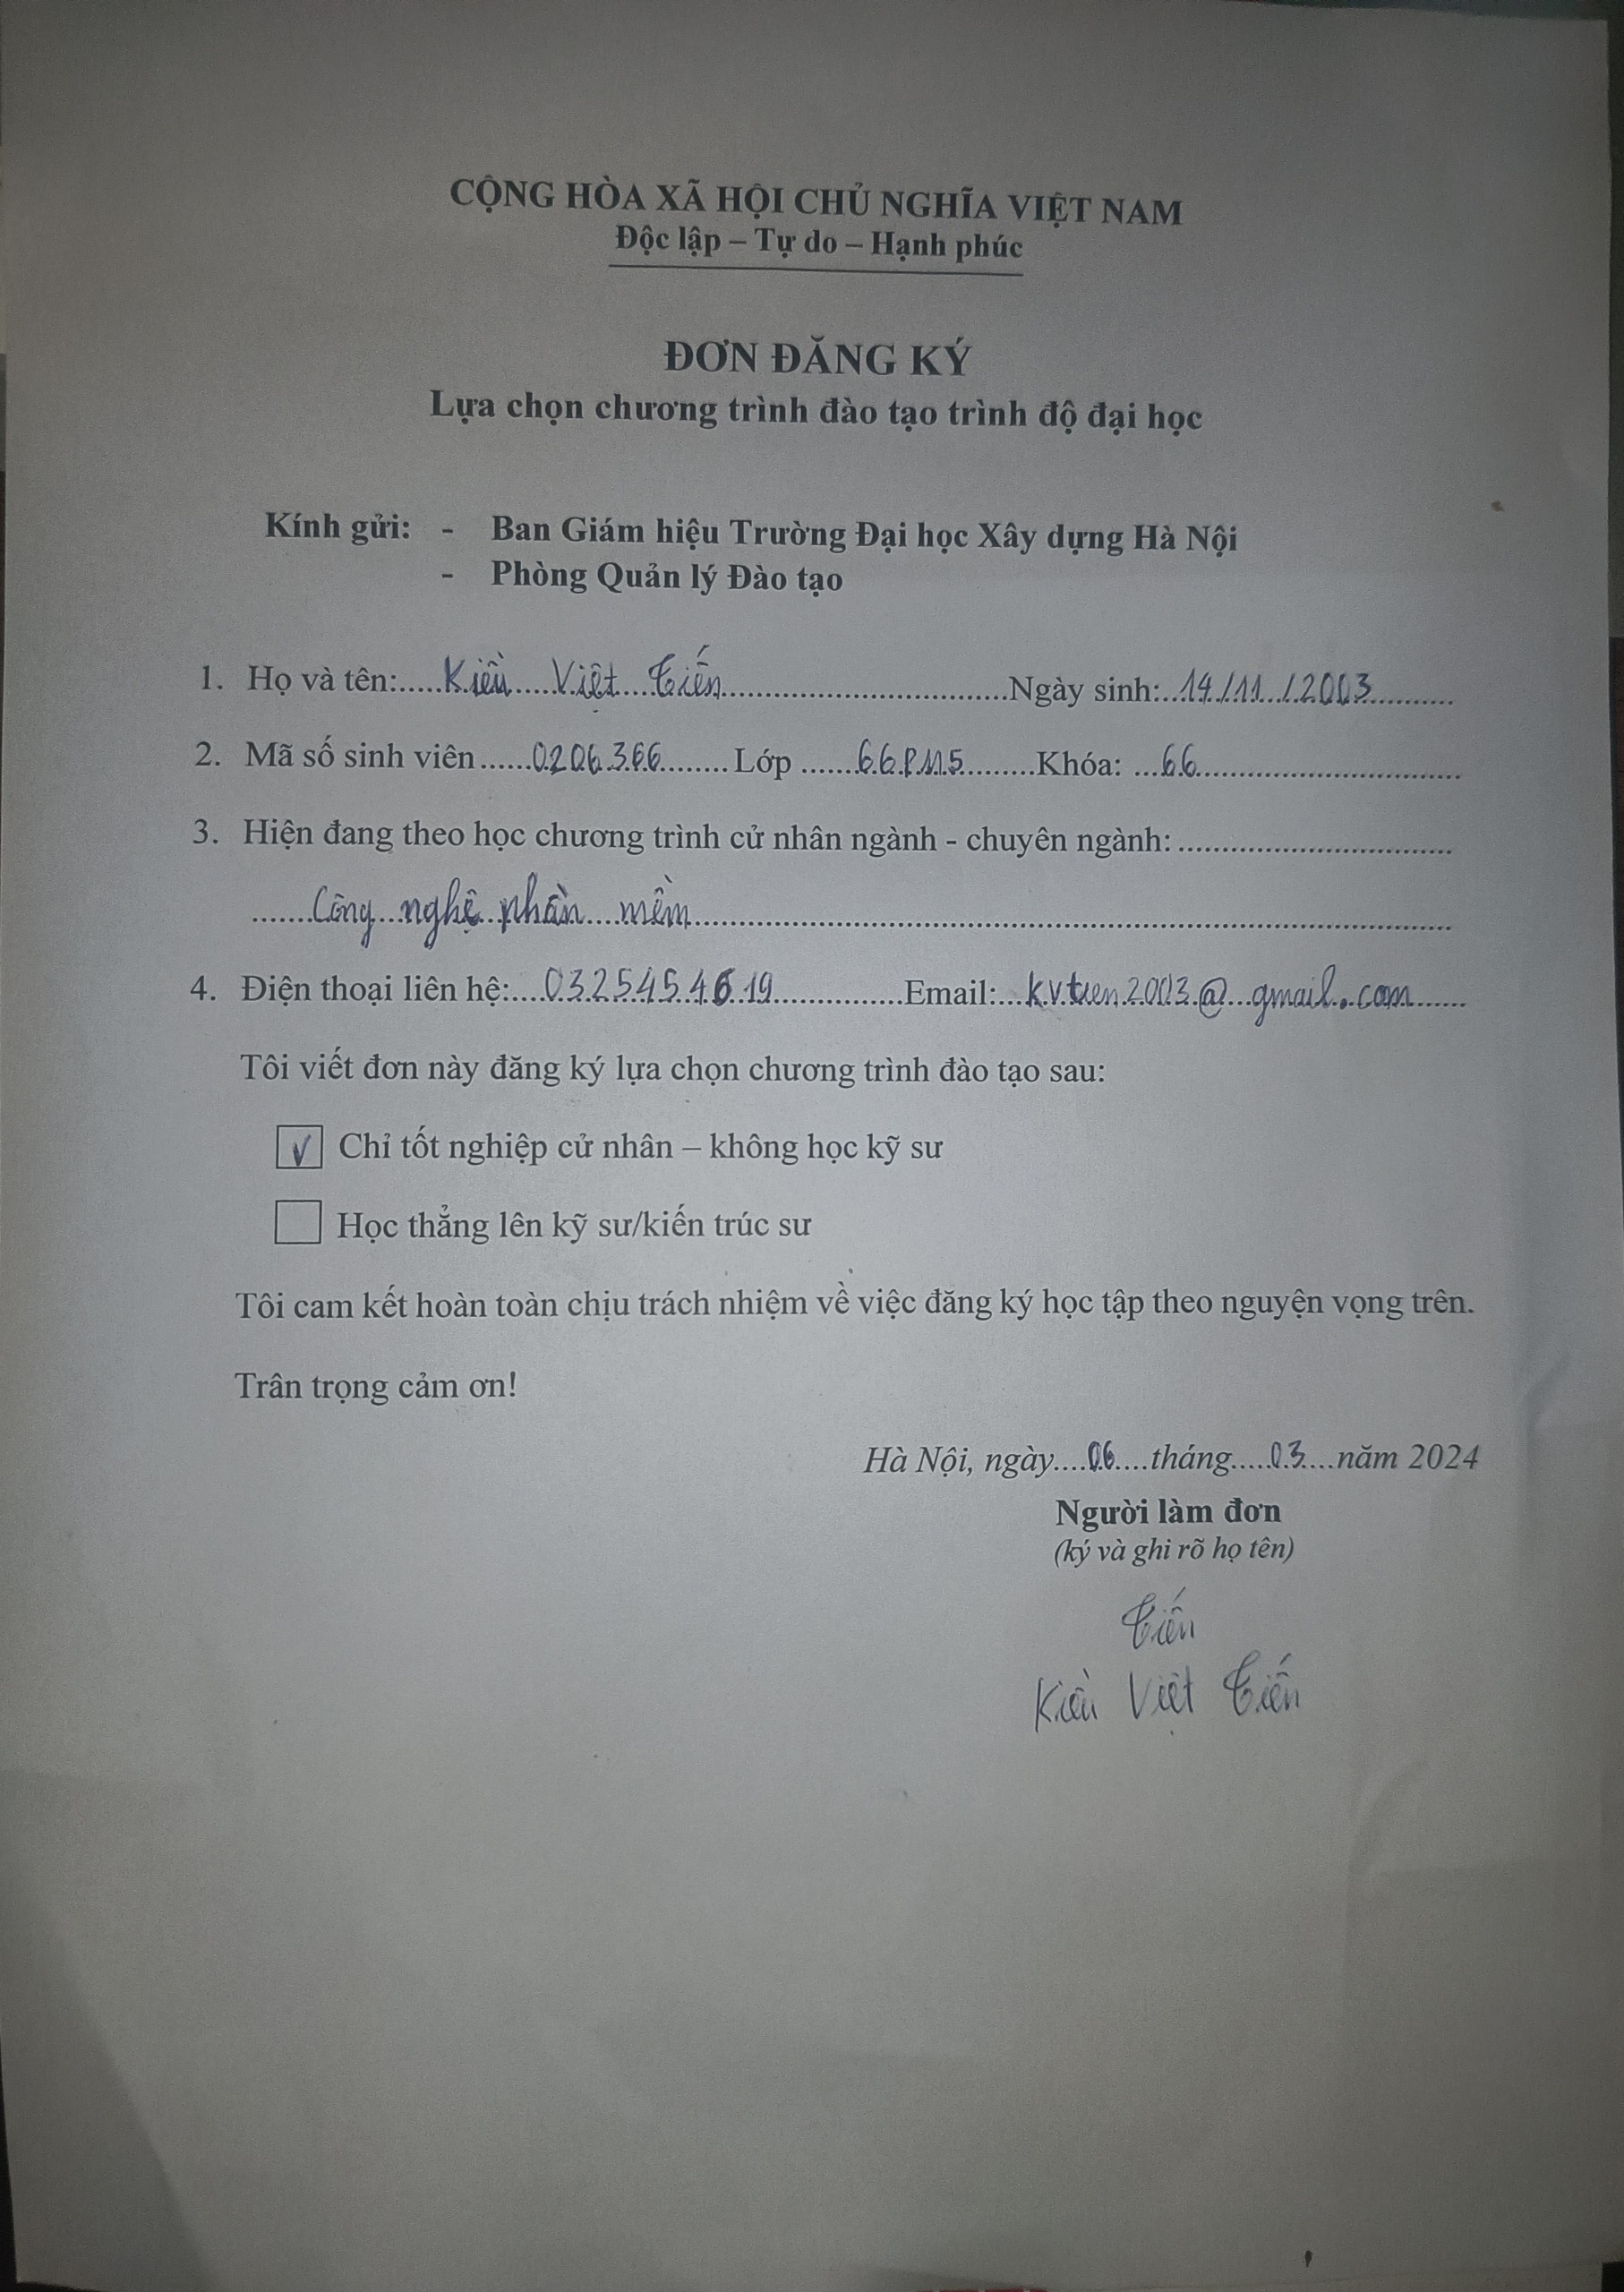 CỘNG HÒA XÃ HỘI CHỦ NGHĨA VIỆT NAM
Độc lập – Tự do – Hạnh phúc
ĐƠN ĐĂNG KÝ
Lựa chọn chương trình đào tạo trình độ đại học
Kính gửi: - Ban Giám hiệu Trường Đại học Xây dựng Hà Nội
- Phòng Quản lý Đào tạo
1. Họ và tên: Kiều Việt Tiến Ngày sinh: 14/11/2003
2. Mã số sinh viên 0206366 Lớp 66PM5 Khóa: 66
3. Hiện đang theo học chương trình cử nhân ngành - chuyên ngành:
Công nghệ phần mềm
4. Điện thoại liên hệ: 0325454619 Email: kvtien2003@gmail.com
Tôi viết đơn này đăng ký lựa chọn chương trình đào tạo sau:
☑ Chỉ tốt nghiệp cử nhân – không học kỹ sư
☐ Học thẳng lên kỹ sư/kiến trúc sư
Tôi cam kết hoàn toàn chịu trách nhiệm về việc đăng ký học tập theo nguyện vọng trên.
Trân trọng cảm ơn!
Hà Nội, ngày 06 tháng 03 năm 2024
Người làm đơn
(ký và ghi rõ họ tên)
Tiến
Kiều Việt Tiến